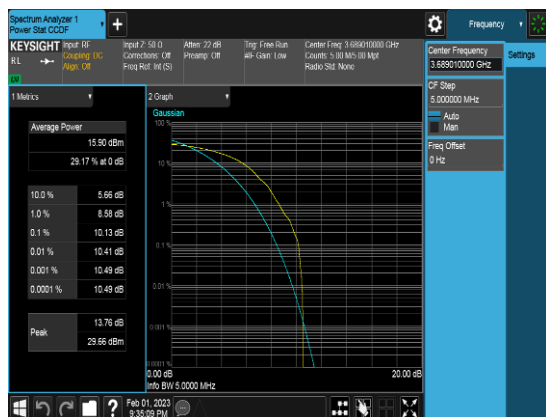 Spectrum Analyzer 1
Power Stat CCDF
Frequency
KEYSIGHT
RL
Input: RF
Coupling: DC
Align: Off
Input Z: 50 Ω
Corrections: Off
Freq Ref: Int (S)
Atten: 22 dB
Preamp: Off
Trig: Free Run
#IF Gain: Low
Center Freq: 3.689010000 GHz
Counts: 5.00 M/5.00 Mpt
Radio Std: None
Center Frequency
3.689010000 GHz
Settings
CF Step
5.000000 MHz
Auto
Man
Freq Offset
0 Hz
1 Metrics
Average Power
15.90 dBm
29.17 % at 0 dB
10.0 % 5.66 dB
1.0 % 8.58 dB
0.1 % 10.13 dB
0.01 % 10.41 dB
0.001 % 10.49 dB
0.0001 % 10.49 dB
Peak
13.76 dB
29.66 dBm
2 Graph
Gaussian
100 %
10 %
1 %
0.1 %
0.01 %
0.001 %
0.0001 %
0.00 dB
20.00 dB
Info BW 5.0000 MHz
Feb 01, 2023
9:35:09 PM